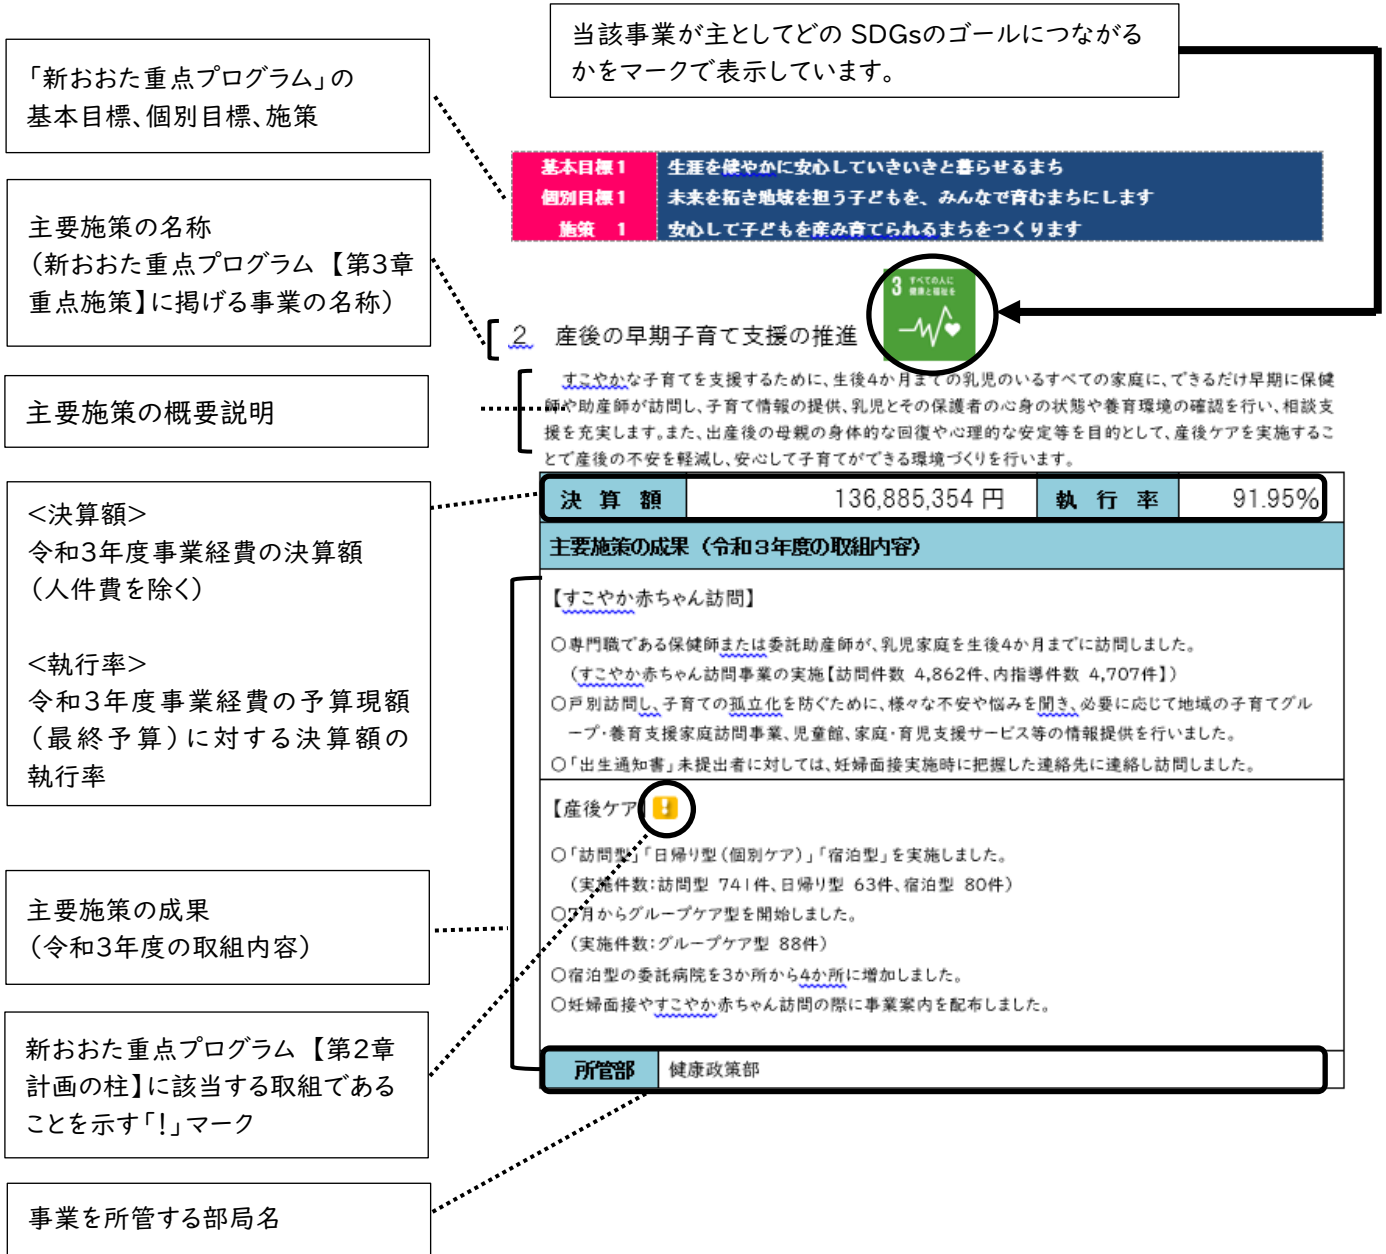 当該事業が主としてどの SDGsのゴールにつながる
かをマークで表示しています。
「新おおた重点プログラム」の
基本目標、個別目標、施策
基本目標1 生涯を健やかに安心していきいきと暮らせるまち
個別目標1 未来を拓き地域を担う子どもを、みんなで育むまちにします
施策 1 安心して子どもを産み育てられるまちをつくります
主要施策の名称
(新おおた重点プログラム 【第3章
重点施策】に掲げる事業の名称)
3 すべての人に
健康と福祉を
2 産後の早期子育て支援の推進
主要施策の概要説明
すこやかな子育てを支援するために、生後4か月までの乳児のいるすべての家庭に、できるだけ早期に保健
師や助産師が訪問し、子育て情報の提供、乳児とその保護者の心身の状態や養育環境の確認を行い、相談支
援を充実します。また、出産後の母親の身体的な回復や心理的な安定等を目的として、産後ケアを実施するこ
とで産後の不安を軽減し、安心して子育てができる環境づくりを行います。
<決算額>
令和3年度事業経費の決算額
(人件費を除く)
<執行率>
令和3年度事業経費の予算現額
(最終予算)に対する決算額の
執行率
決 算 額 136,885,354 円 執 行 率 91.95%
主要施策の成果(令和3年度の取組内容)
【すこやか赤ちゃん訪問】
○専門職である保健師または委託助産師が、乳児家庭を生後4か月までに訪問しました。
(すこやか赤ちゃん訪問事業の実施【訪問件数 4,862件、内指導件数 4,707件】)
○戸別訪問し、子育ての孤立化を防ぐために、様々な不安や悩みを聞き、必要に応じて地域の子育てグル
ープ・養育支援家庭訪問事業、児童館、家庭・育児支援サービス等の情報提供を行いました。
○「出生通知書」未提出者に対しては、妊婦面接実施時に把握した連絡先に連絡し訪問しました。
【産後ケア】 !
○「訪問型」「日帰り型(個別ケア)」「宿泊型」を実施しました。
(実施件数:訪問型 741件、日帰り型 63件、宿泊型 80件)
○7月からグループケア型を開始しました。
(実施件数:グループケア型 88件)
○宿泊型の委託病院を3か所から4か所に増加しました。
○妊婦面接やすこやか赤ちゃん訪問の際に事業案内を配布しました。
主要施策の成果
(令和3年度の取組内容)
新おおた重点プログラム 【第2章
計画の柱】に該当する取組である
ことを示す「!」マーク
所管部 健康政策部
事業を所管する部局名